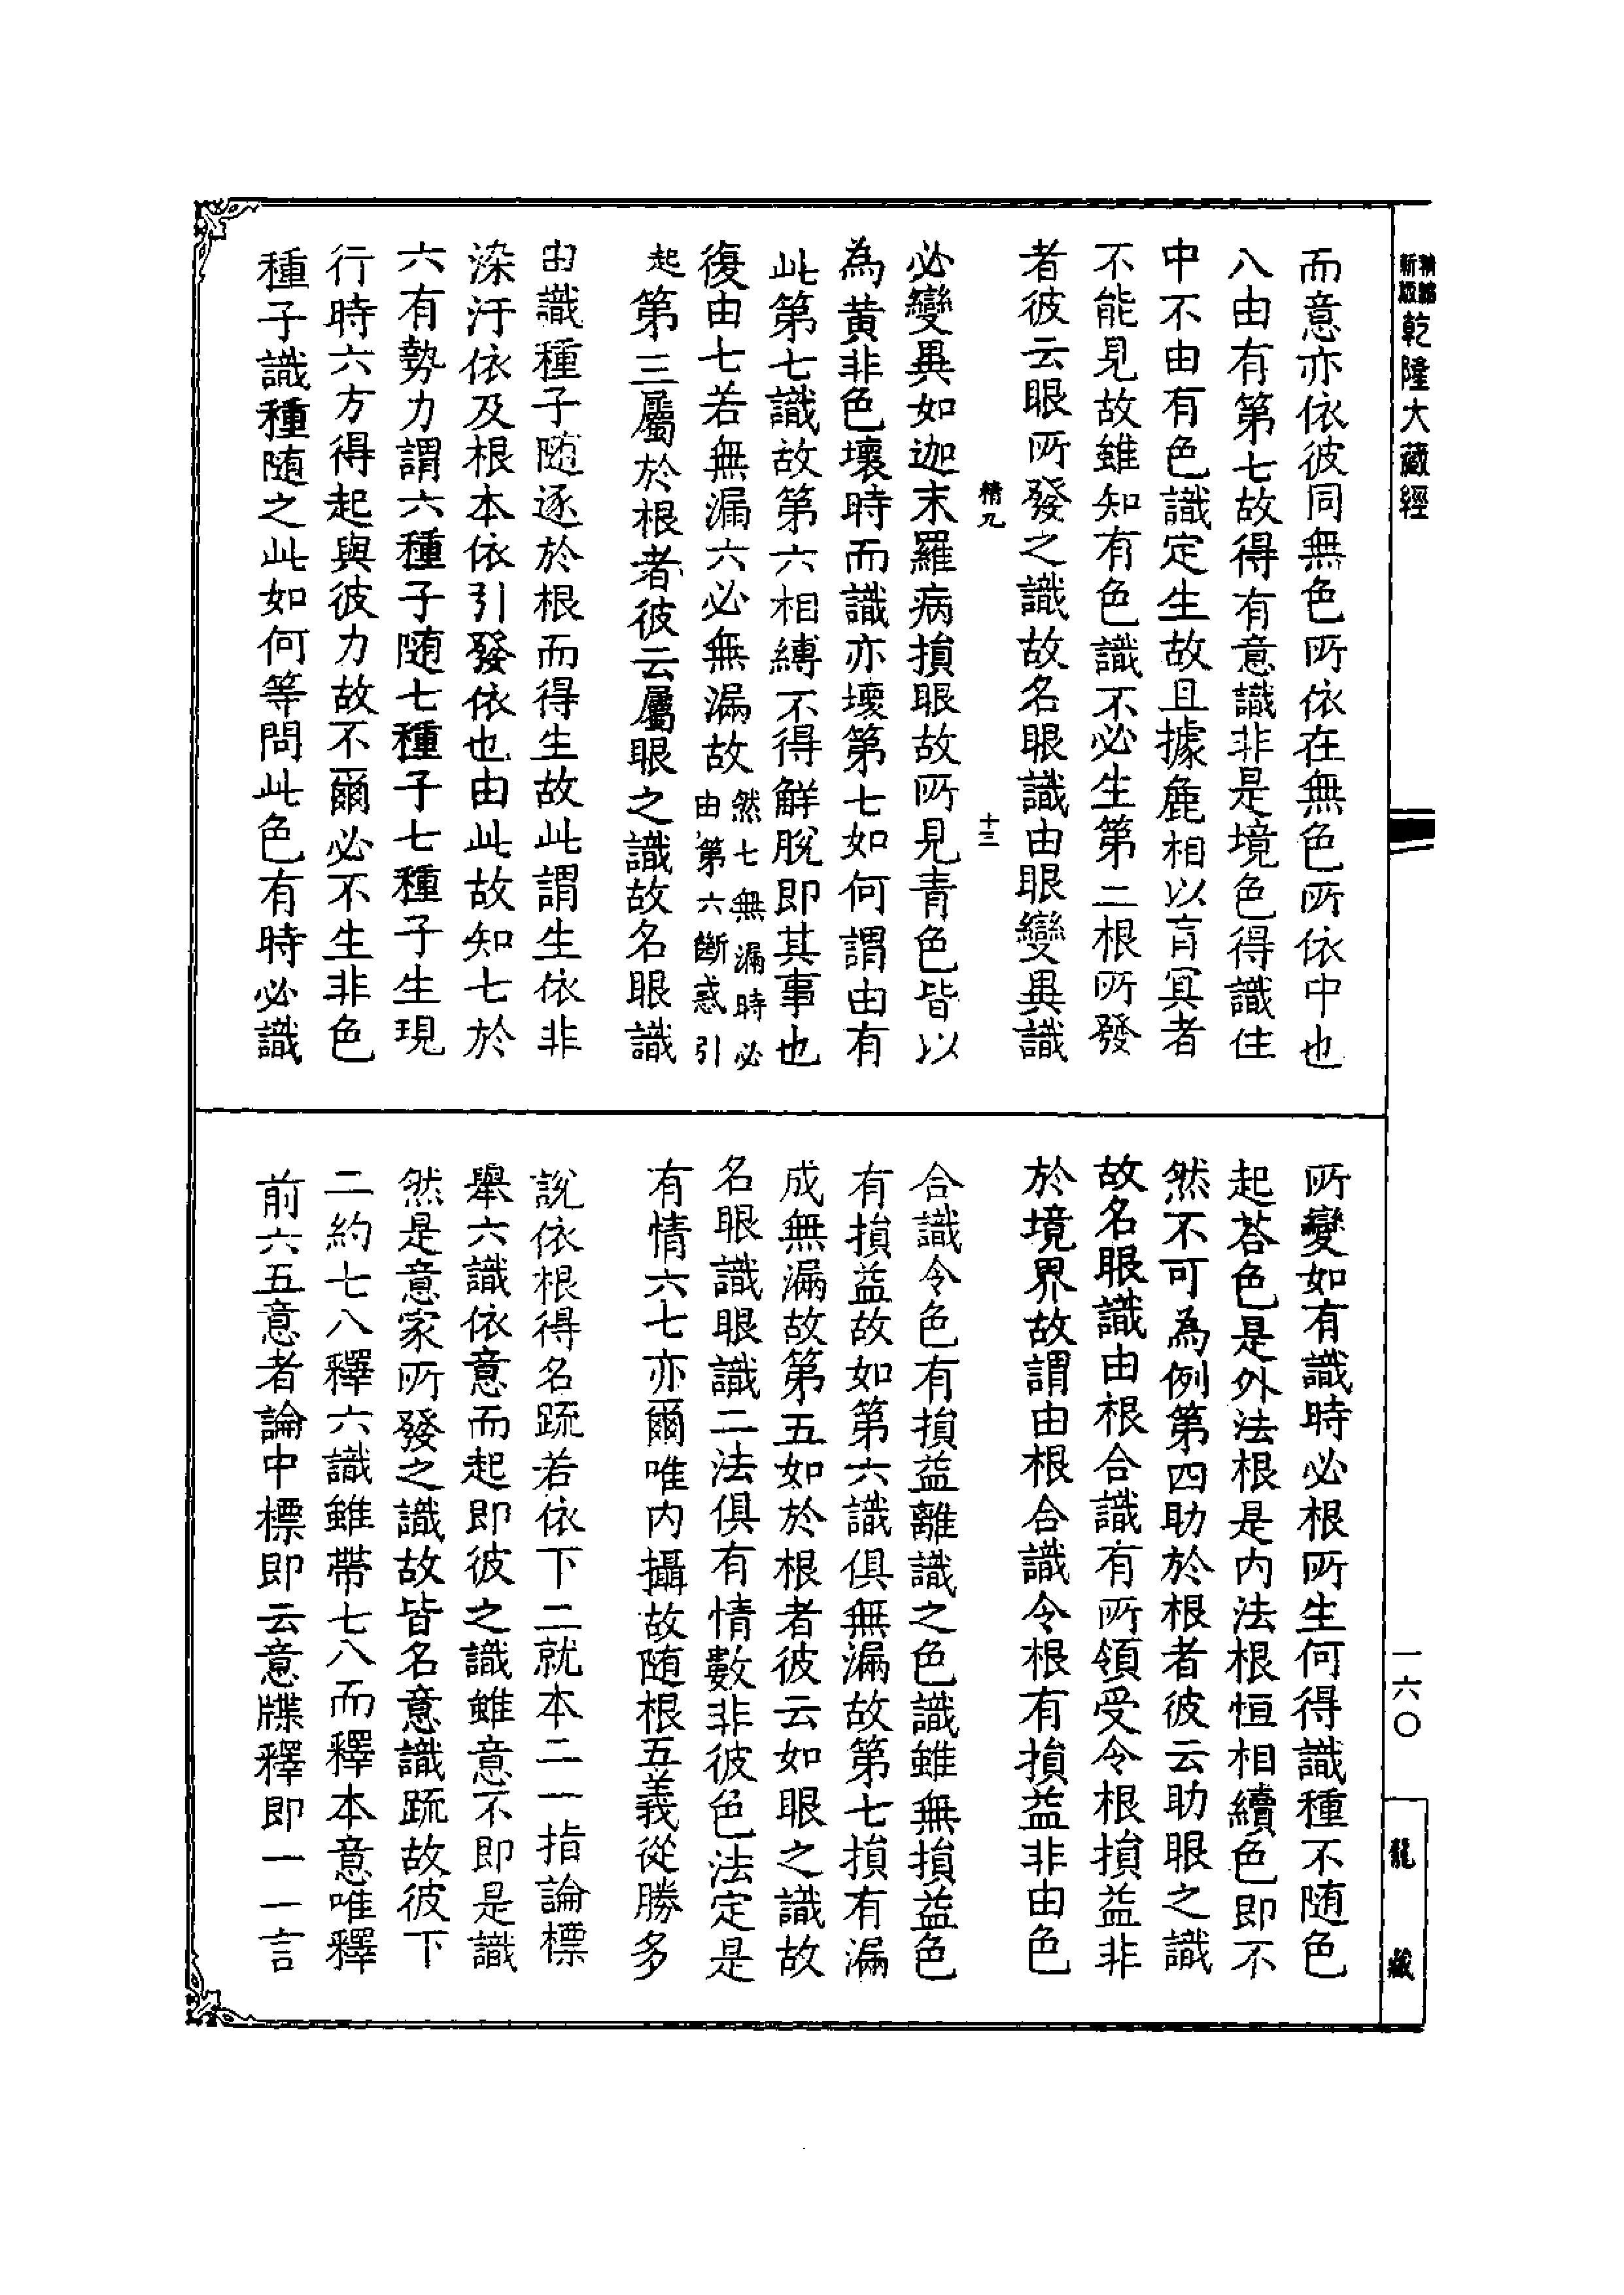 新版
精縮
乾隆大藏經
一六〇
龍藏
而意亦依彼同無色所依在無色所依中也
八由有第七故得有意識非是境色得識住
中不由有色識定生故且據麁相以盲冥者
不能見故雖知有色識不必生第二根所發
者彼云眼所發之識故名眼識由眼變異識
精九
十三
必變異如迦末羅病損眼故所見青色皆以
為黃非色壞時而識亦壞第七如何謂由有
此第七識故第六相縛不得解脫即其事也
復由七若無漏六必無漏故
然七無漏時必
由第六斷惑引
起第三屬於根者彼云屬眼之識故名眼識
由識種子随逐於根而得生故此謂生依非
染汙依及根本依引發依也由此故知七於
六有勢力謂六種子随七種子七種子生現
行時六方得起與彼力故不爾必不生非色
種子識種随之此如何等問此色有時必識
所變如有識時必根所生何得識種不随色
起荅色是外法根是內法根恒相續色即不
然不可為例第四助於根者彼云助眼之識
故名眼識由根合識有所領受令根損益非
於境界故謂由根合識令根有損益非由色
合識令色有損益離識之色識雖無損益色
有損益故如第六識俱無漏故第七損有漏
成無漏故第五如於根者彼云如眼之識故
名眼識眼識二法俱有情數非彼色法定是
有情六七亦爾唯內攝故随根五義從勝多
說依根得名䟽若依下二就本二一指論標
舉六識依意而起即彼之識雖意不即是識
然是意家所發之識故皆名意識䟽故彼下
二約七八釋六識雖帶七八而釋本意唯釋
前六五意者論中標即云意牒釋即一一言